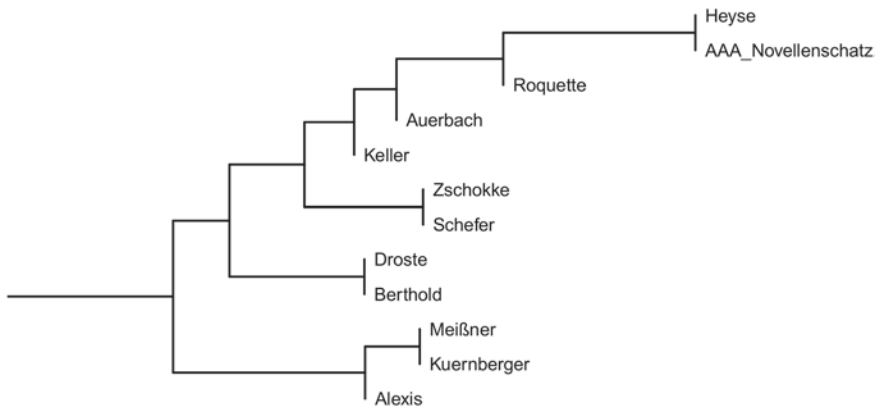 Heyse
AAA_Novellenschatz
Roquette
Auerbach
Keller
Zschokke
Schefer
Droste
Berthold
Meißner
Kuernberger
Alexis